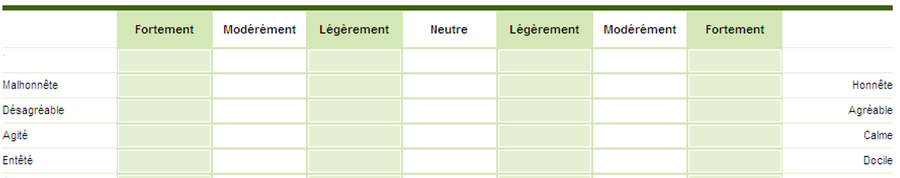 Fortement Modérément Légèrement Neutre Légèrement Modérément Fortement
Malhonnête Honnête
Désagréable Agréable
Agité Calme
Entêté Docile